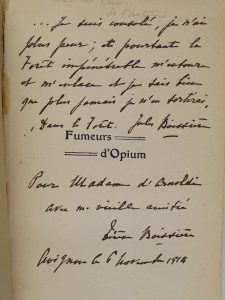 ... Je suis consolé, je n'ai
plus peur ; et pourtant la
Forêt impénétrable m'entoure
et m'enlace et je sais bien
que plus jamais je n'en sortirai.
"Dans la Forêt. Jules Boissière
Fumeurs
d'Opium
Pour Madame d'Arnoldi
avec ma vieille amitié
Boissière
Avignon le 6 novembre 1914